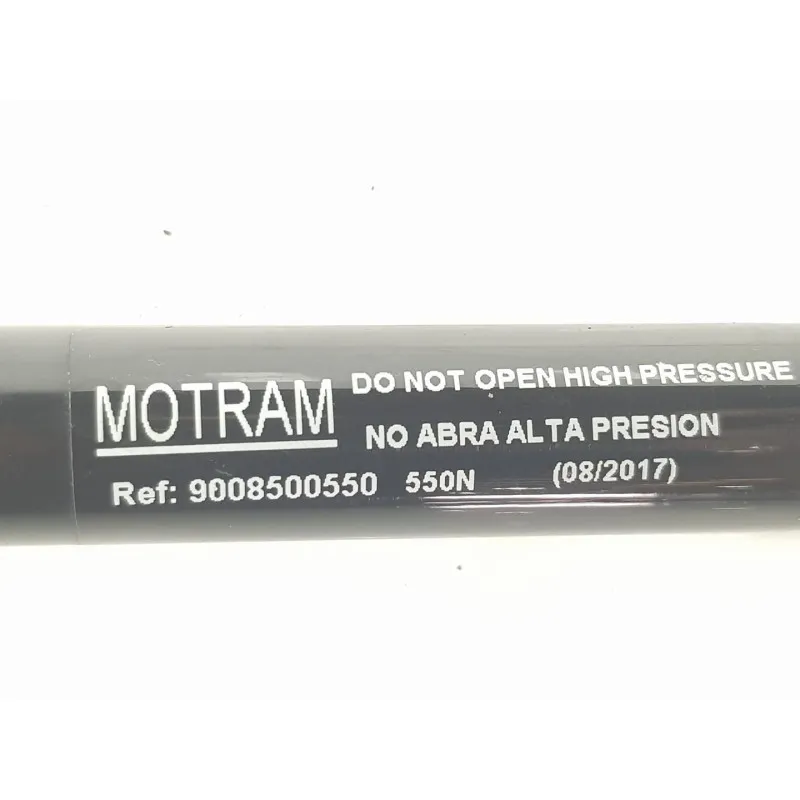 MOTRAM
DO NOT OPEN HIGH PRESSURE
NO ABRA ALTA PRESION
Ref: 9008500550 550N (08/2017)